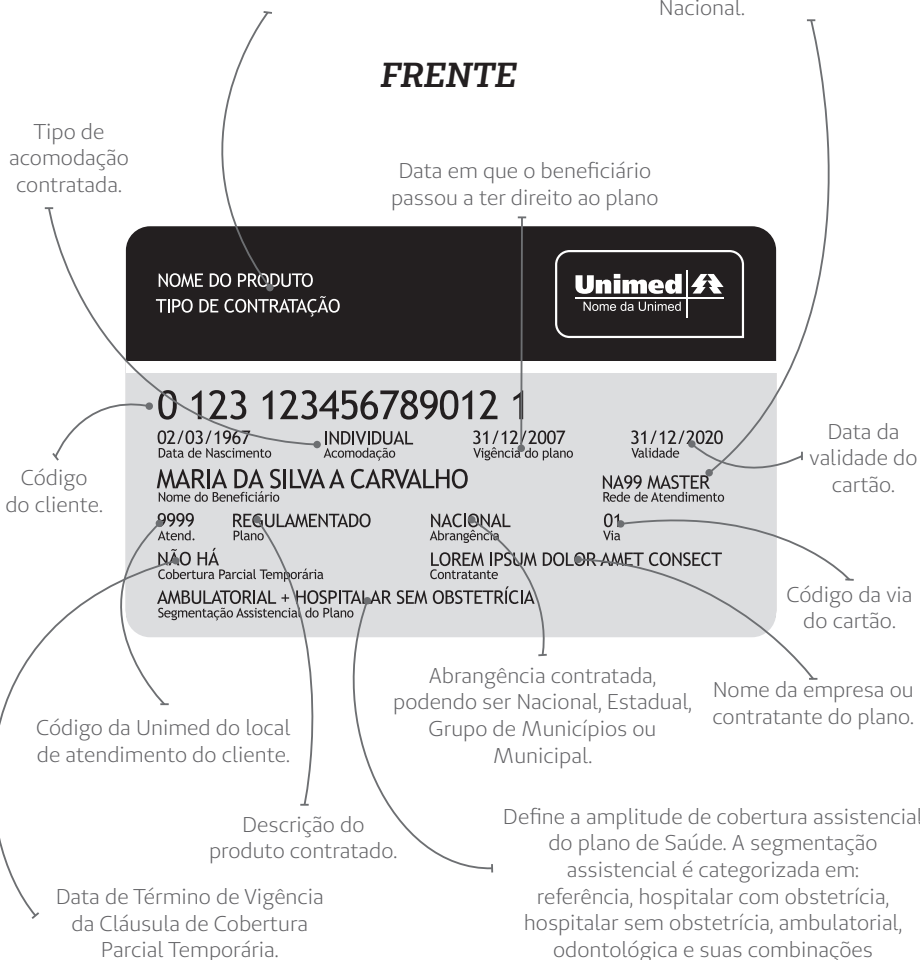 Nacional.
FRENTE
Tipo de
acomodação
contratada.
Data em que o beneficiário
passou a ter direito ao plano
NOME DO PRODUTO
TIPO DE CONTRATAÇÃO
Unimed
Nome da Unimed
0 123 123456789012 1
02/03/1967 INDIVIDUAL 31/12/2007 31/12/2020
Data de Nascimento Acomodação Vigência do plano Validade
MARIA DA SILVA A CARVALHO NA99 MASTER
Nome do Beneficiário Rede de Atendimento
9999 REGULAMENTADO NACIONAL 01
Atend. Plano Abrangência Via
NÃO HÁ LOREM IPSUM DOLOR AMET CONSECT
Cobertura Parcial Temporária Contratante
AMBULATORIAL + HOSPITALAR SEM OBSTETRÍCIA
Segmentação Assistencial do Plano
Código
do cliente.
Data da
validade do
cartão.
Código da via
do cartão.
Abrangência contratada,
podendo ser Nacional, Estadual,
Grupo de Municípios ou
Municipal.
Nome da empresa ou
contratante do plano.
Código da Unimed do local
de atendimento do cliente.
Descrição do
produto contratado.
Define a amplitude de cobertura assistencial
do plano de Saúde. A segmentação
assistencial é categorizada em:
referência, hospitalar com obstetrícia,
hospitalar sem obstetrícia, ambulatorial,
odontológica e suas combinações
Data de Término de Vigência
da Cláusula de Cobertura
Parcial Temporária.